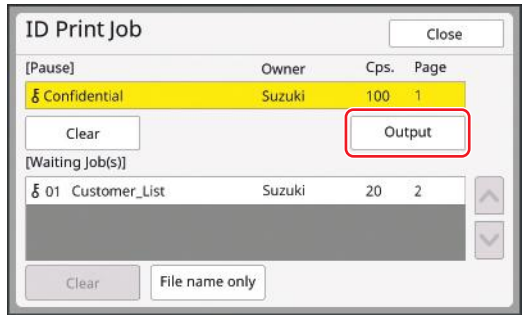 ID Print Job Close
[Pause] Owner Cps. Page
Confidential Suzuki 100 1
Clear Output
[Waiting Job(s)]
01 Customer_List Suzuki 20 2
Clear File name only